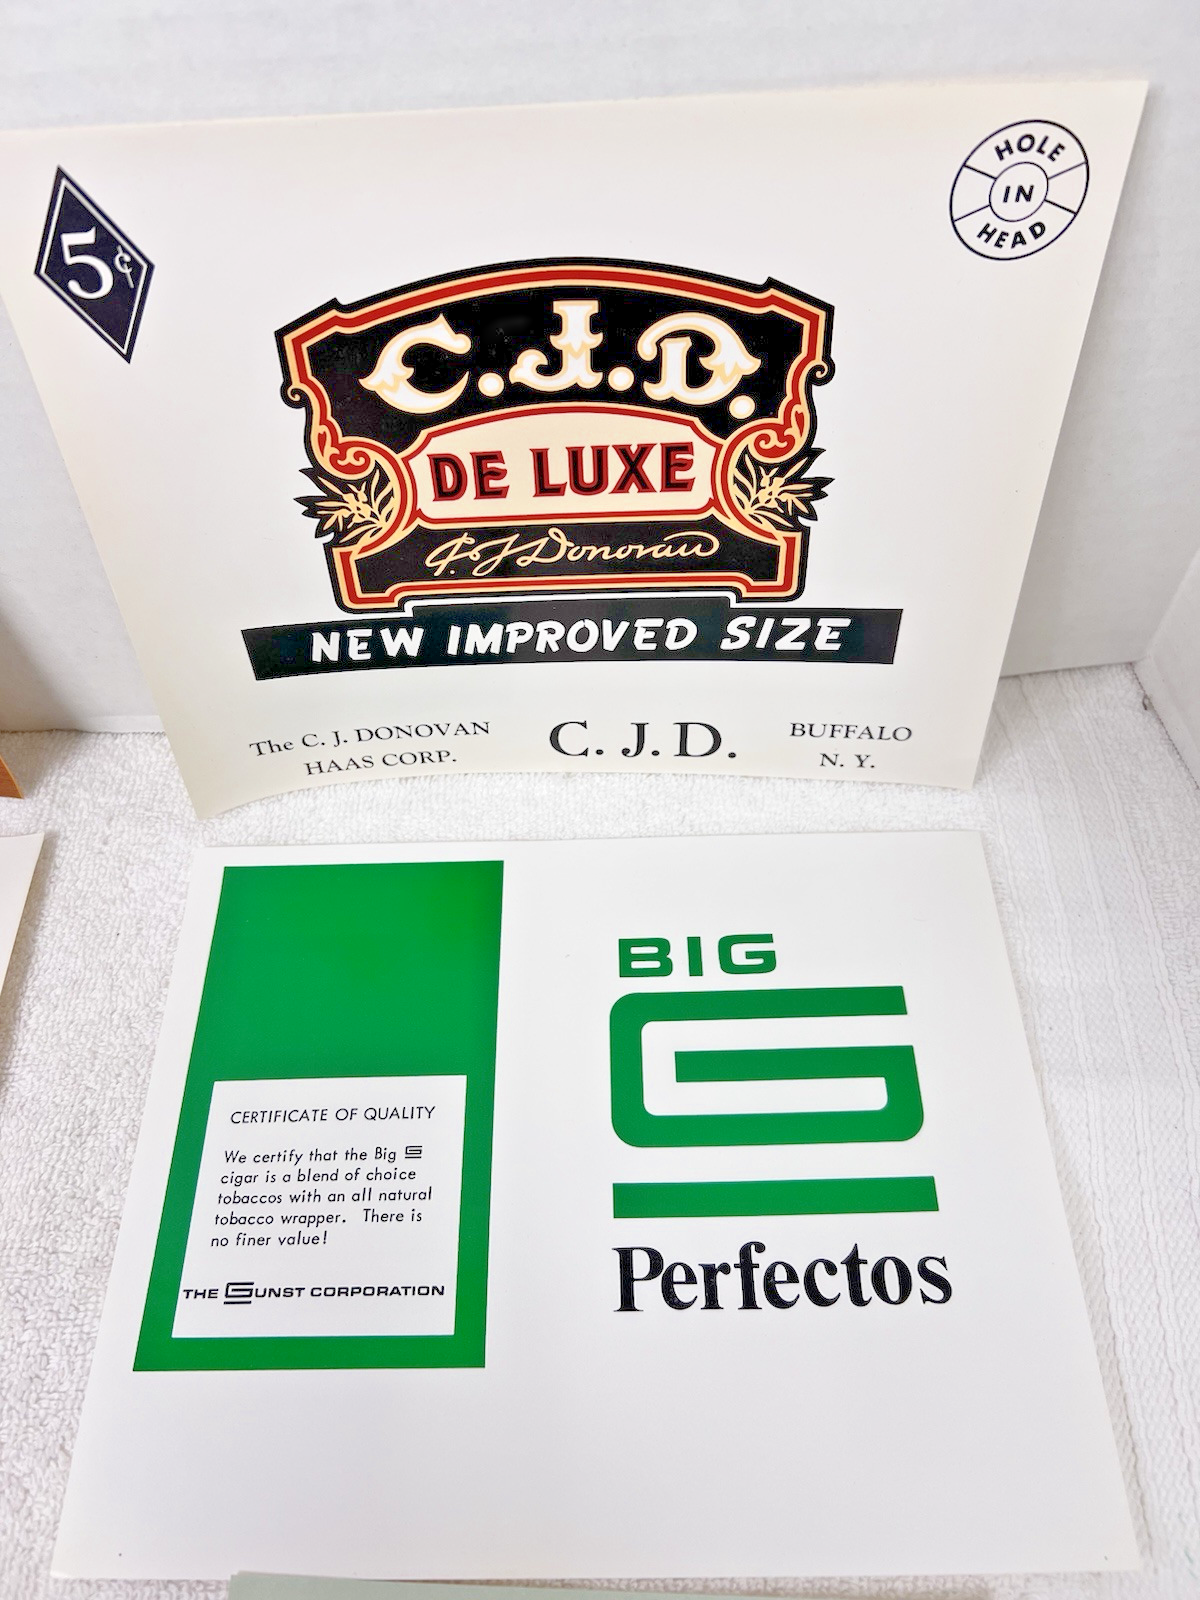 5¢
HOLE
IN
HEAD
C.J.D.
DE LUXE
C. J. Donovan
NEW IMPROVED SIZE
The C. J. DONOVAN
HAAS CORP.
C. J. D.
BUFFALO
N. Y.
CERTIFICATE OF QUALITY
We certify that the Big G
cigar is a blend of choice
tobaccos with an all natural
tobacco wrapper. There is
no finer value!
THE GUNST CORPORATION
BIG
G
Perfectos